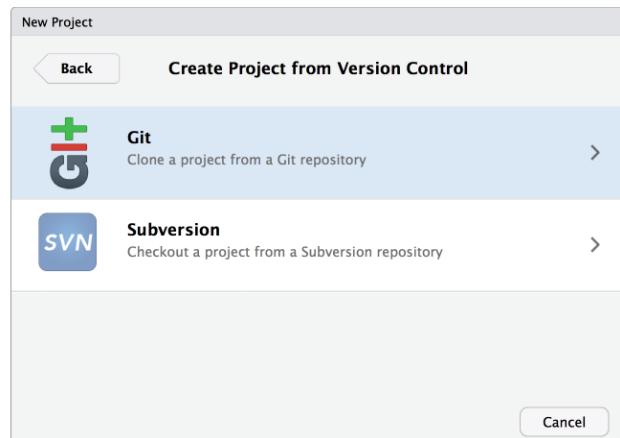 New Project
Back
Create Project from Version Control
Git
Git
Clone a project from a Git repository
SVN
Subversion
Checkout a project from a Subversion repository
Cancel